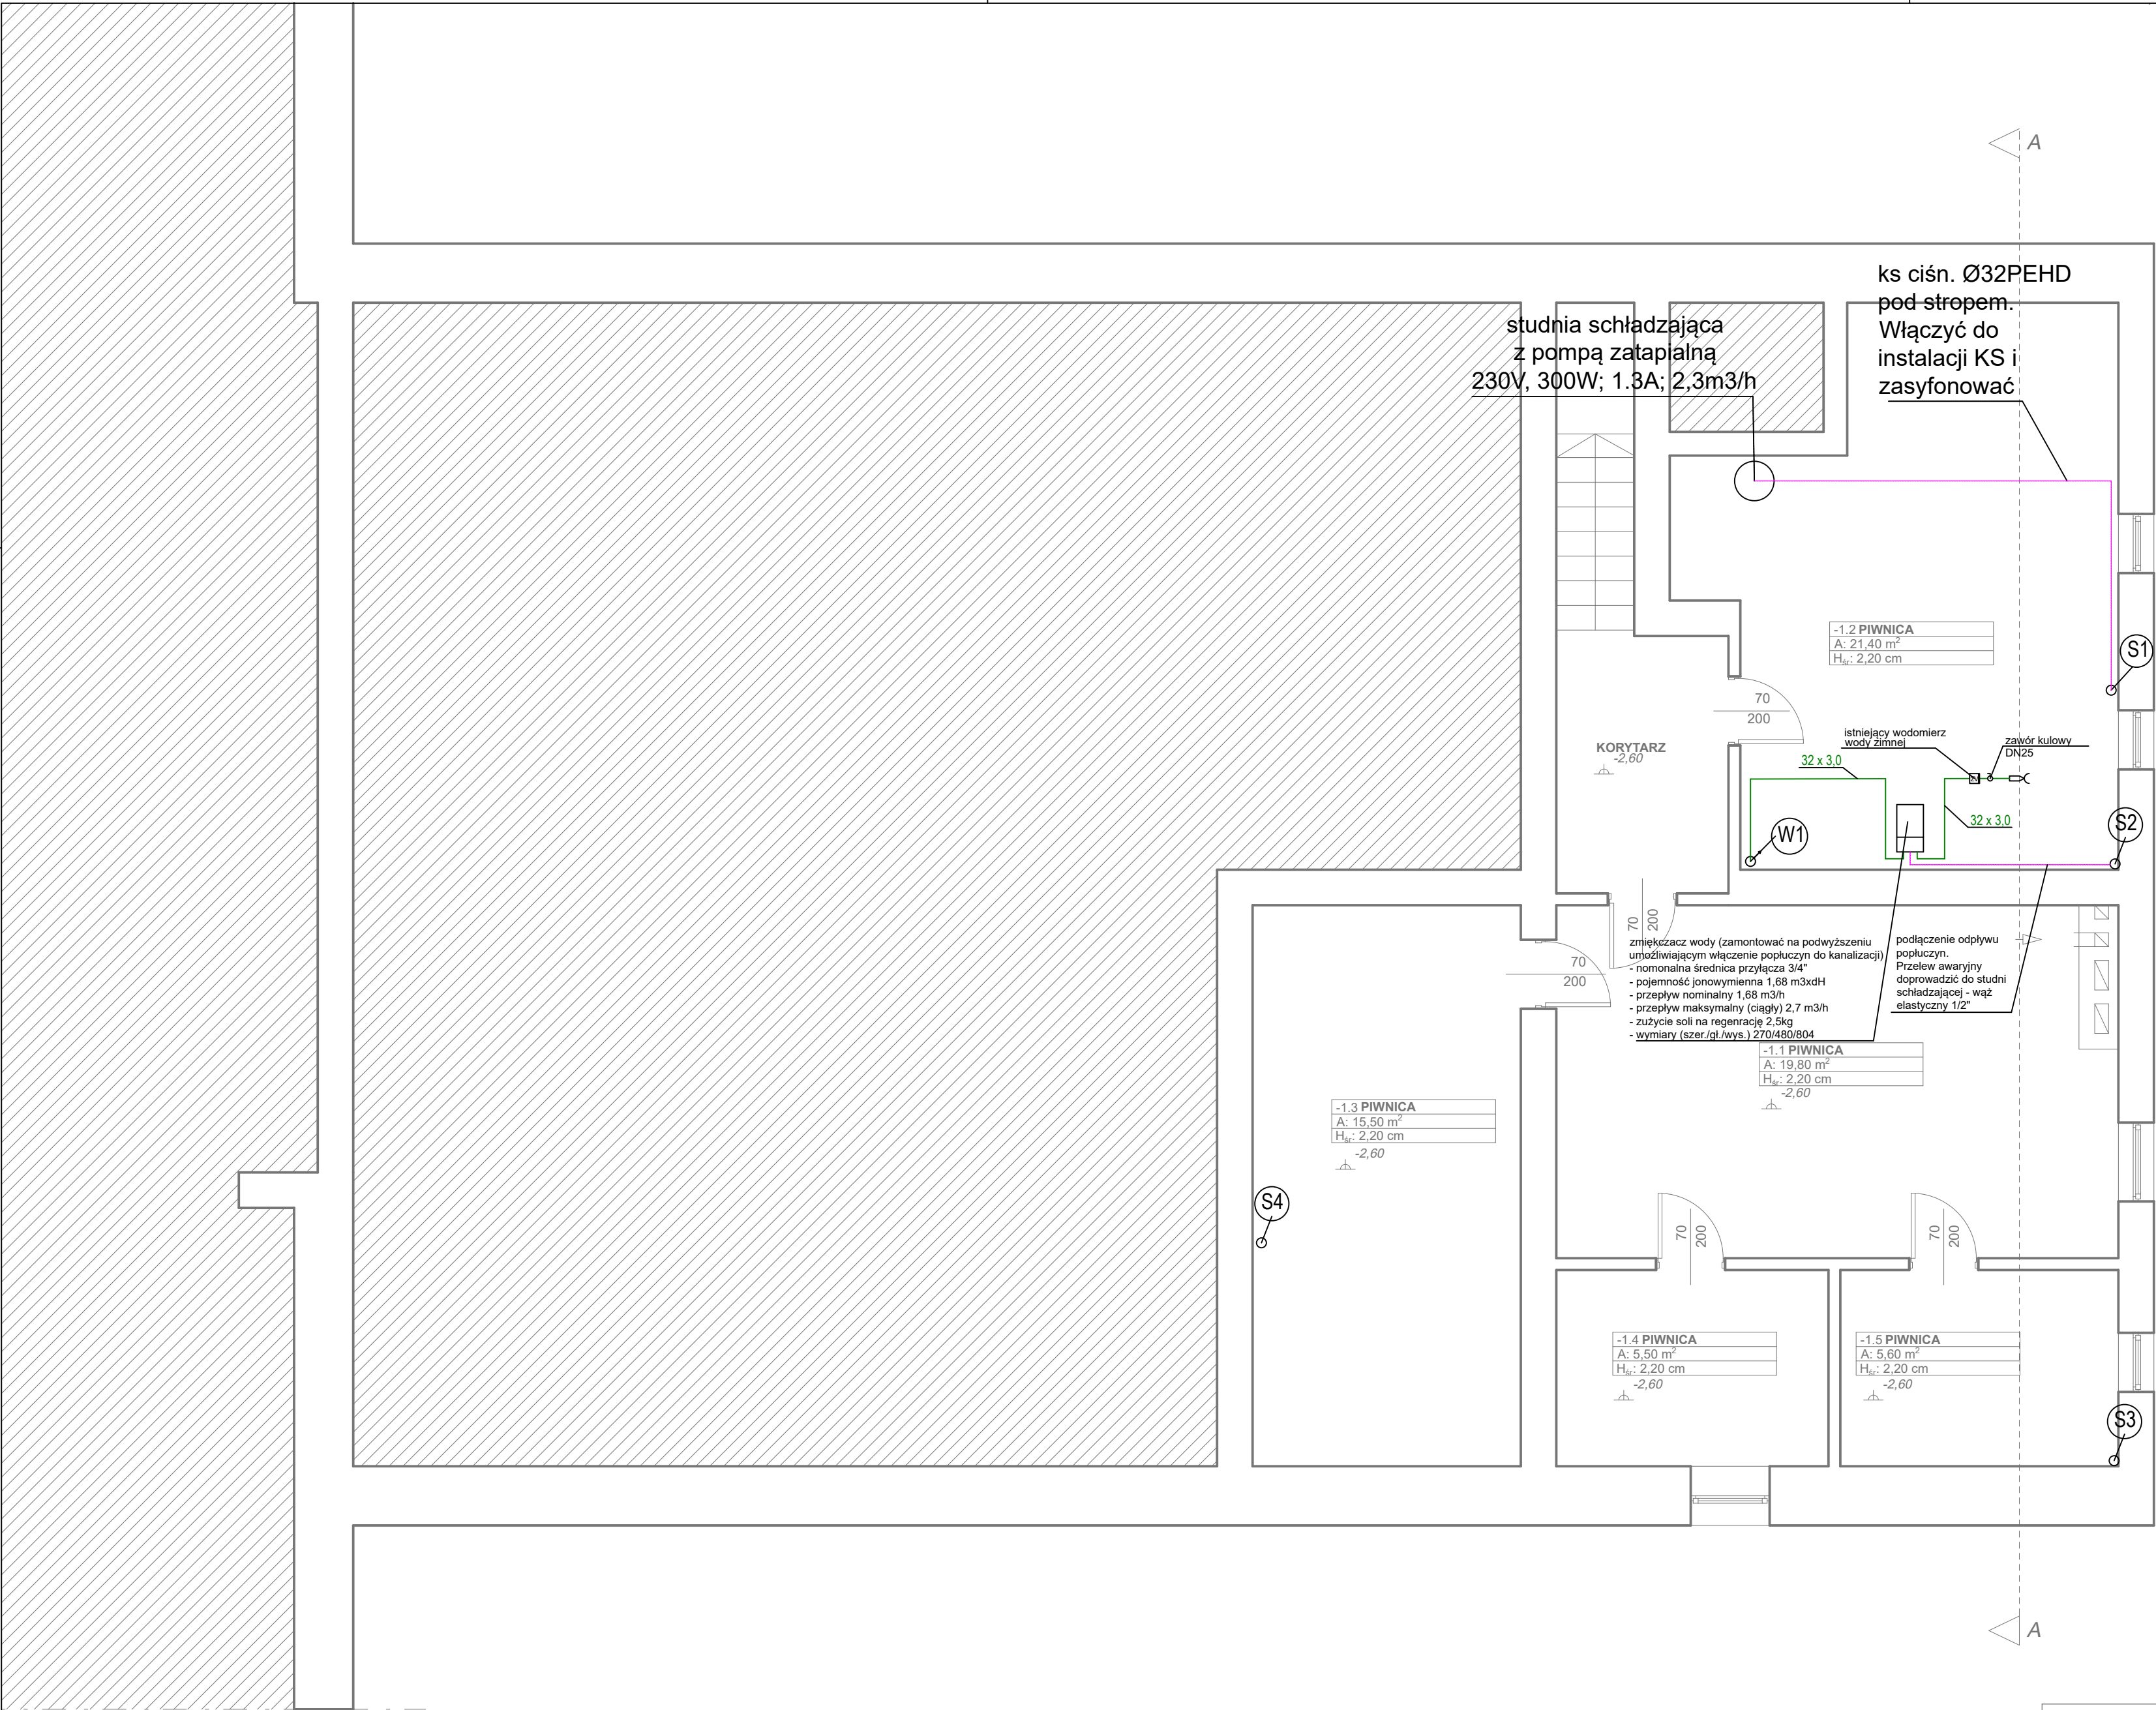 A
ks ciśn. Ø32PEHD
pod stropem.
Włączyć do
instalacji KS i
zasyfonować
studnia schładzająca
z pompą zatapialną
230V, 300W; 1.3A; 2,3m3/h
-1.2 PIWNICA
A: 21,40 m²
Hśr: 2,20 cm
S1
70
200
KORYTARZ
-2,60
istniejący wodomierz
wody zimnej
zawór kulowy
DN25
32 x 3,0
32 x 3,0
W1
S2
70
200
zmiękczacz wody (zamontować na podwyższeniu
umożliwiającym włączenie popłuczyn do kanalizacji)
- nomonalna średnica przyłącza 3/4"
- pojemność jonowymienna 1,68 m3xdH
- przepływ nominalny 1,68 m3/h
- przepływ maksymalny (ciągły) 2,7 m3/h
- zużycie soli na regenrację 2,5kg
- wymiary (szer./gł./wys.) 270/480/804
podłączenie odpływu
popłuczyn.
Przelew awaryjny
doprowadzić do studni
schładzającej - wąż
elastyczny 1/2"
70
200
-1.1 PIWNICA
A: 19,80 m²
Hśr: 2,20 cm
-2,60
-1.3 PIWNICA
A: 15,50 m²
Hśr: 2,20 cm
-2,60
S4
70
200
70
200
-1.4 PIWNICA
A: 5,50 m²
Hśr: 2,20 cm
-2,60
-1.5 PIWNICA
A: 5,60 m²
Hśr: 2,20 cm
-2,60
S3
A